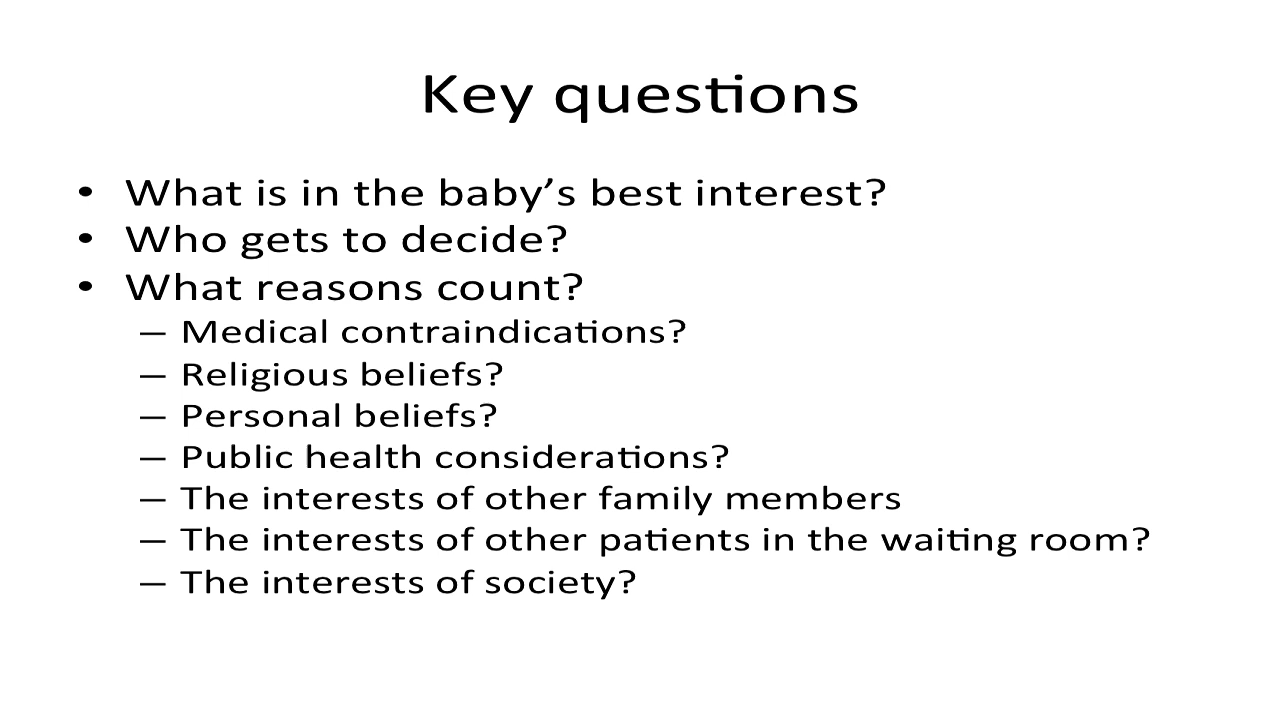 Key questions
• What is in the baby’s best interest?
• Who gets to decide?
• What reasons count?
– Medical contraindications?
– Religious beliefs?
– Personal beliefs?
– Public health considerations?
– The interests of other family members
– The interests of other patients in the waiting room?
– The interests of society?